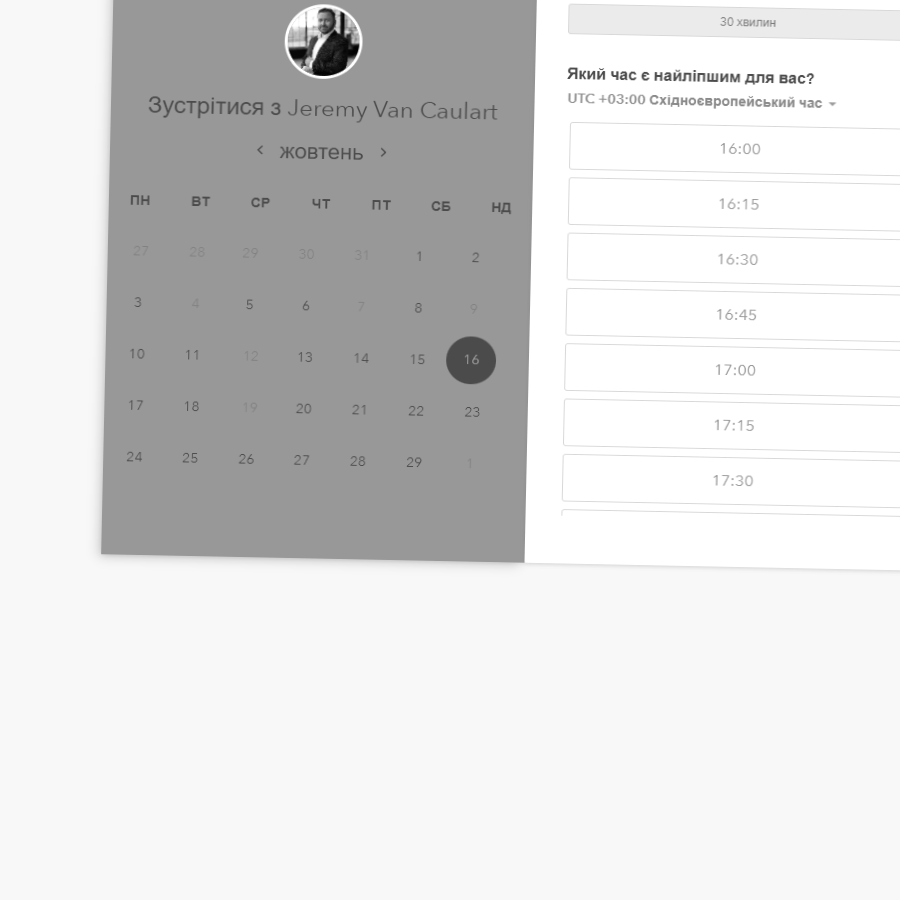 Зустрітися з Jeremy Van Caulart
жовтень
ПН ВТ СР ЧТ ПТ СБ НД
27 28 29 30 31 1 2
3 4 5 6 7 8 9
10 11 12 13 14 15 16
17 18 19 20 21 22 23
24 25 26 27 28 29 1
30 хвилин
Який час є найліпшим для вас?
UTC +03:00 Східноєвропейський час
16:00
16:15
16:30
16:45
17:00
17:15
17:30